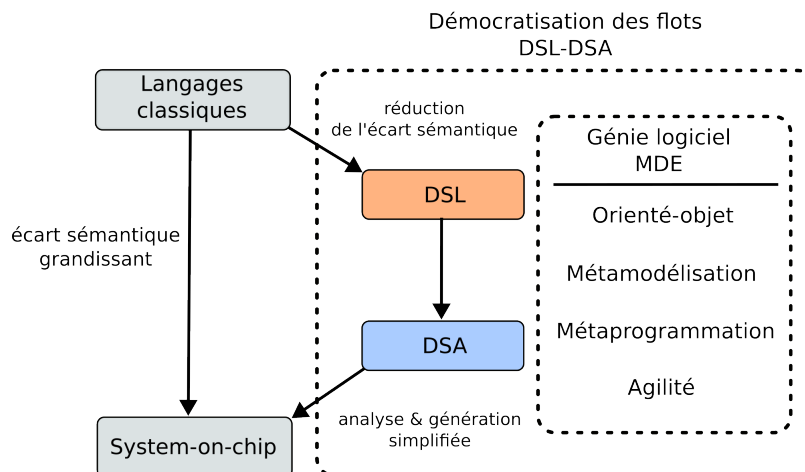 Démocratisation des flots
DSL-DSA
Langages
classiques
réduction
de l'écart sémantique
Génie logiciel
MDE
DSL
Orienté-objet
écart sémantique
grandissant
Métamodélisation
Métaprogrammation
DSA
Agilité
analyse & génération
simplifiée
System-on-chip